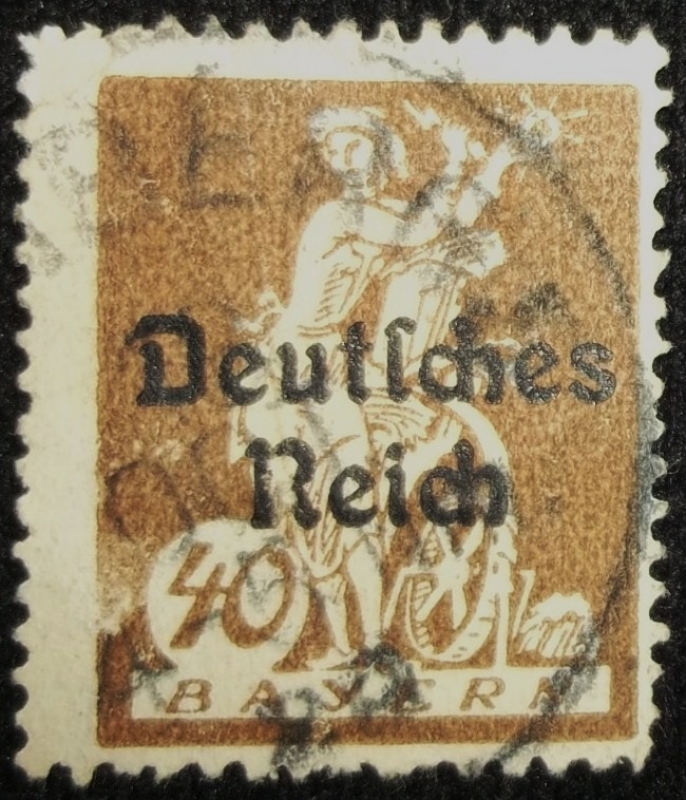 Deutſches
Reich
40
BAYERN